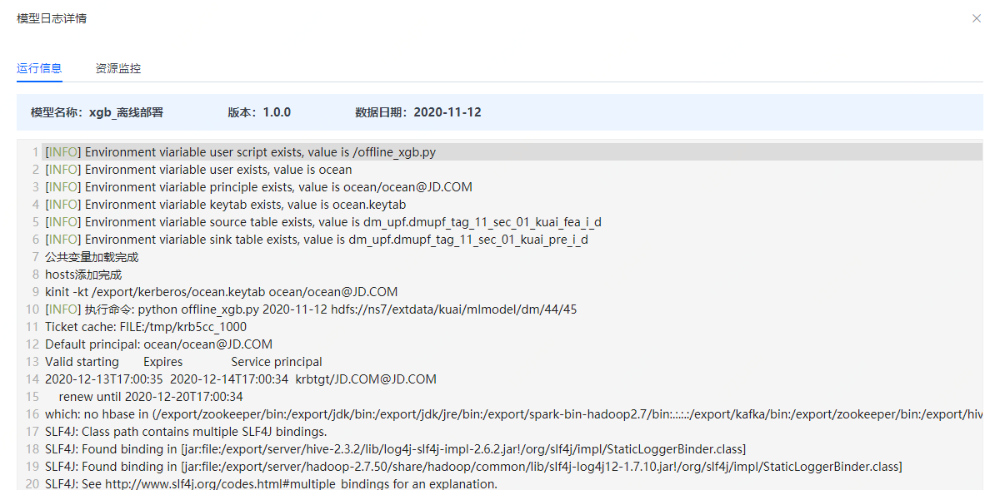 模型日志详情
运行信息 资源监控
模型名称：xgb_离线部署 版本：1.0.0 数据日期：2020-11-12
1 [INFO] Environment viariable user script exists, value is /offline_xgb.py
2 [INFO] Environment viariable user exists, value is ocean
3 [INFO] Environment viariable principle exists, value is ocean/ocean@JD.COM
4 [INFO] Environment viariable keytab exists, value is ocean.keytab
5 [INFO] Environment viariable source table exists, value is dm_upf.dmupf_tag_11_sec_01_kuai_fea_i_d
6 [INFO] Environment viariable sink table exists, value is dm_upf.dmupf_tag_11_sec_01_kuai_pre_i_d
7 公共变量加载完成
8 hosts添加完成
9 kinit -kt /export/kerberos/ocean.keytab ocean/ocean@JD.COM
10 [INFO] 执行命令: python offline_xgb.py 2020-11-12 hdfs://ns7/extdata/kuai/mlmodel/dm/44/45
11 Ticket cache: FILE:/tmp/krb5cc_1000
12 Default principal: ocean/ocean@JD.COM
13 Valid starting Expires Service principal
14 2020-12-13T17:00:35 2020-12-14T17:00:34 krbtgt/JD.COM@JD.COM
15 renew until 2020-12-20T17:00:34
16 which: no hbase in (/export/zookeeper/bin:/export/jdk/bin:/export/jdk/jre/bin:/export/spark-bin-hadoop2.7/bin:.:.:.:/export/kafka/bin:/export/zookeeper/bin:/export/hiv
17 SLF4J: Class path contains multiple SLF4J bindings.
18 SLF4J: Found binding in [jar:file:/export/server/hive-2.3.2/lib/log4j-slf4j-impl-2.6.2.jar!/org/slf4j/impl/StaticLoggerBinder.class]
19 SLF4J: Found binding in [jar:file:/export/server/hadoop-2.7.50/share/hadoop/common/lib/slf4j-log4j12-1.7.10.jar!/org/slf4j/impl/StaticLoggerBinder.class]
20 SLF4J: See http://www.slf4j.org/codes.html#multiple_bindings for an explanation.